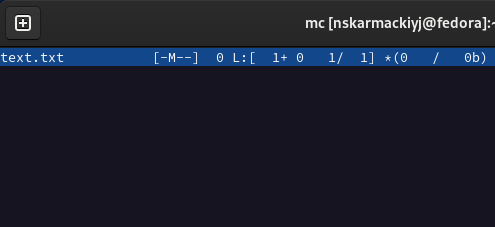 mc [nskarmackiyj@fedora]:~
text.txt [-M--] 0 L:[ 1+ 0 1/ 1] *(0 / 0b)